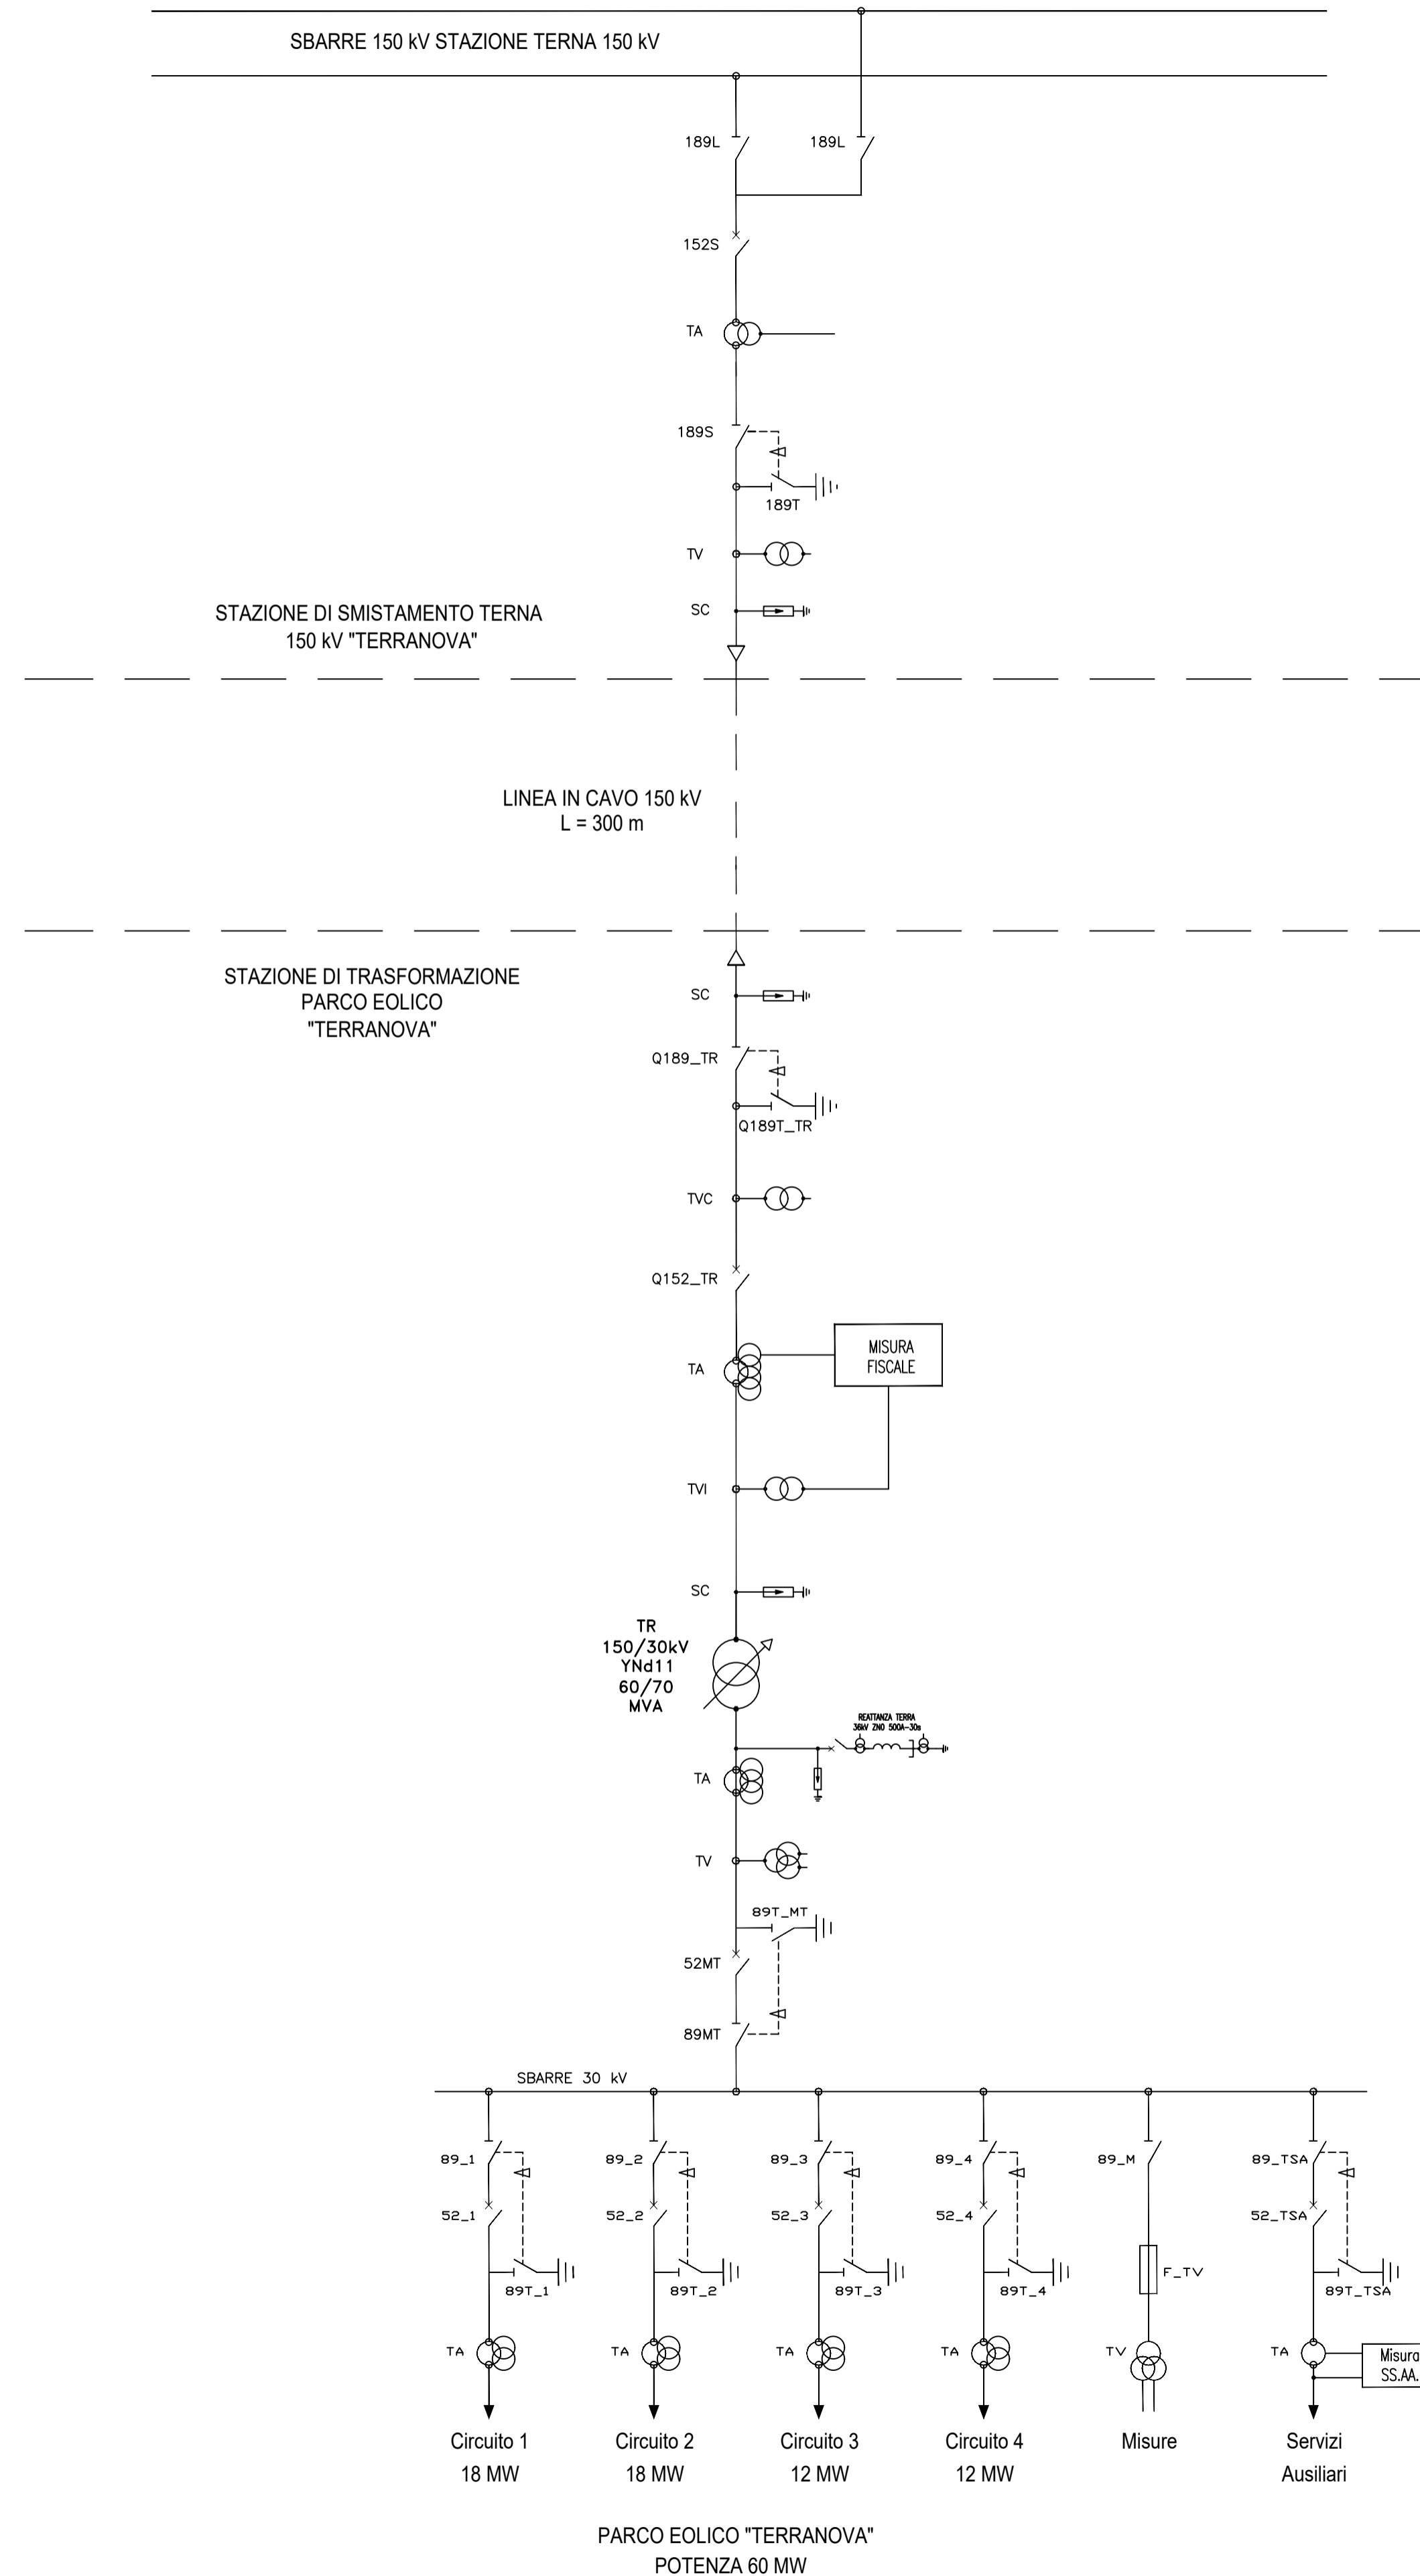 SBARRE 150 kV STAZIONE TERNA 150 kV
189L
189L
152S
TA
189S
189T
TV
SC
STAZIONE DI SMISTAMENTO TERNA
150 kV "TERRANOVA"
LINEA IN CAVO 150 kV
L = 300 m
STAZIONE DI TRASFORMAZIONE
PARCO EOLICO
"TERRANOVA"
SC
Q189_TR
Q189T_TR
TVC
Q152_TR
MISURA
FISCALE
TA
TVI
SC
TR
150/30kV
YNd11
60/70
MVA
REATTANZA TERRA
36kV ZN0 500A-30s
TA
TV
89T_MT
52MT
89MT
SBARRE 30 kV
89_1
89_2
89_3
89_4
89_M
89_TSA
52_1
52_2
52_3
52_4
52_TSA
F_TV
89T_1
89T_2
89T_3
89T_4
89T_TSA
TA
TA
TA
TA
TV
TA
Misura
SS.AA.
Circuito 1
18 MW
Circuito 2
18 MW
Circuito 3
12 MW
Circuito 4
12 MW
Misure
Servizi
Ausiliari
PARCO EOLICO "TERRANOVA"
POTENZA 60 MW